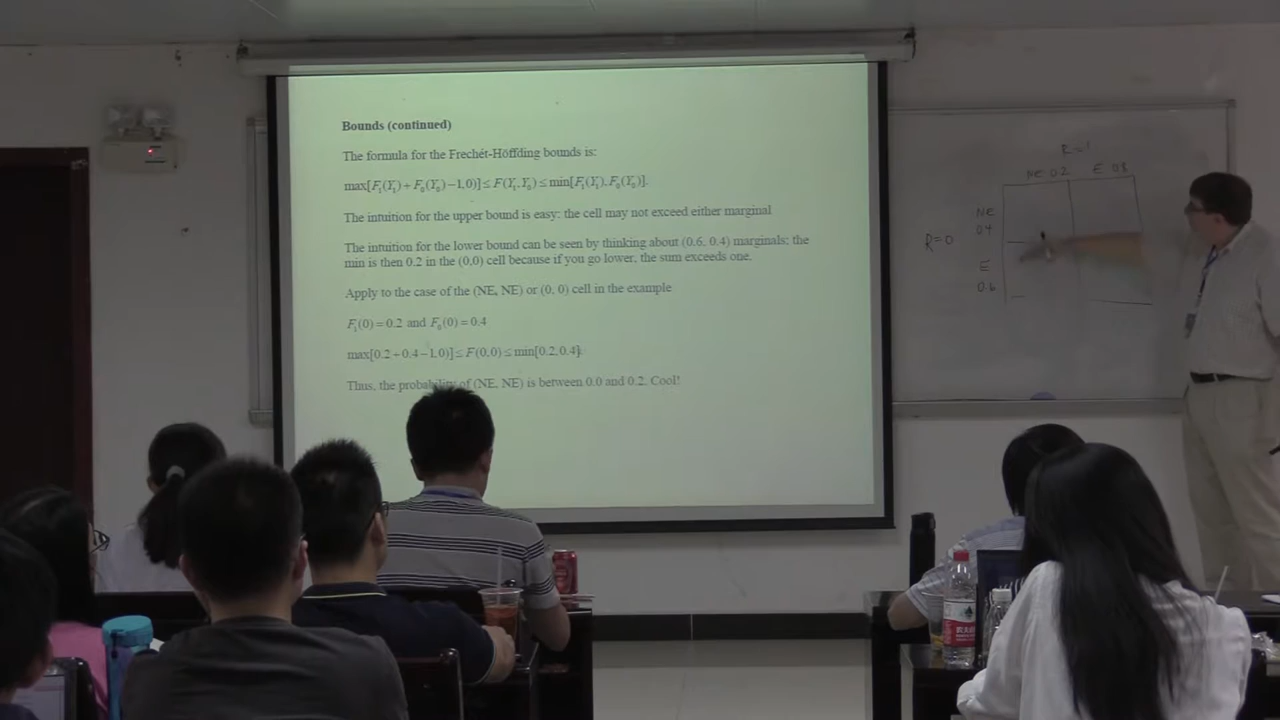 Bounds (continued)
The formula for the Frechét-Höffding bounds is:
max[F₁(Y₁) + F₀(Y₀) − 1, 0)] ≤ F(Y₁, Y₀) ≤ min[F₁(Y₁), F₀(Y₀)].
The intuition for the upper bound is easy: the cell may not exceed either marginal
The intuition for the lower bound can be seen by thinking about (0.6, 0.4) marginals; the
min is then 0.2 in the (0,0) cell because if you go lower, the sum exceeds one.
Apply to the case of the (NE, NE) or (0, 0) cell in the example
F₁(0) = 0.2 and F₀(0) = 0.4
max[0.2 + 0.4 − 1, 0)] ≤ F(0,0) ≤ min[0.2, 0.4].
Thus, the probability of (NE, NE) is between 0.0 and 0.2. Cool!
R=1
NE 0.2 E 0.8
NE
0.4
R=0
E
0.6